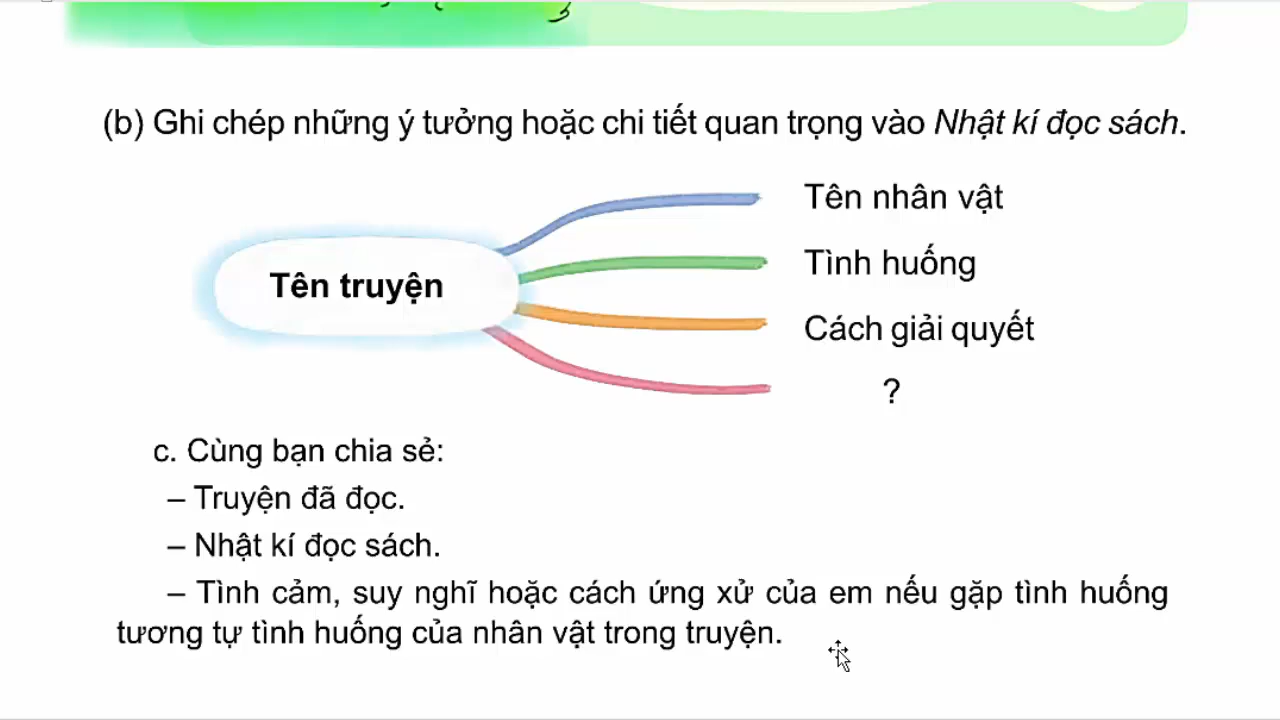 (b) Ghi chép những ý tưởng hoặc chi tiết quan trọng vào Nhật kí đọc sách.
Tên truyện
Tên nhân vật
Tình huống
Cách giải quyết
?
c. Cùng bạn chia sẻ:
– Truyện đã đọc.
– Nhật kí đọc sách.
– Tình cảm, suy nghĩ hoặc cách ứng xử của em nếu gặp tình huống
tương tự tình huống của nhân vật trong truyện.